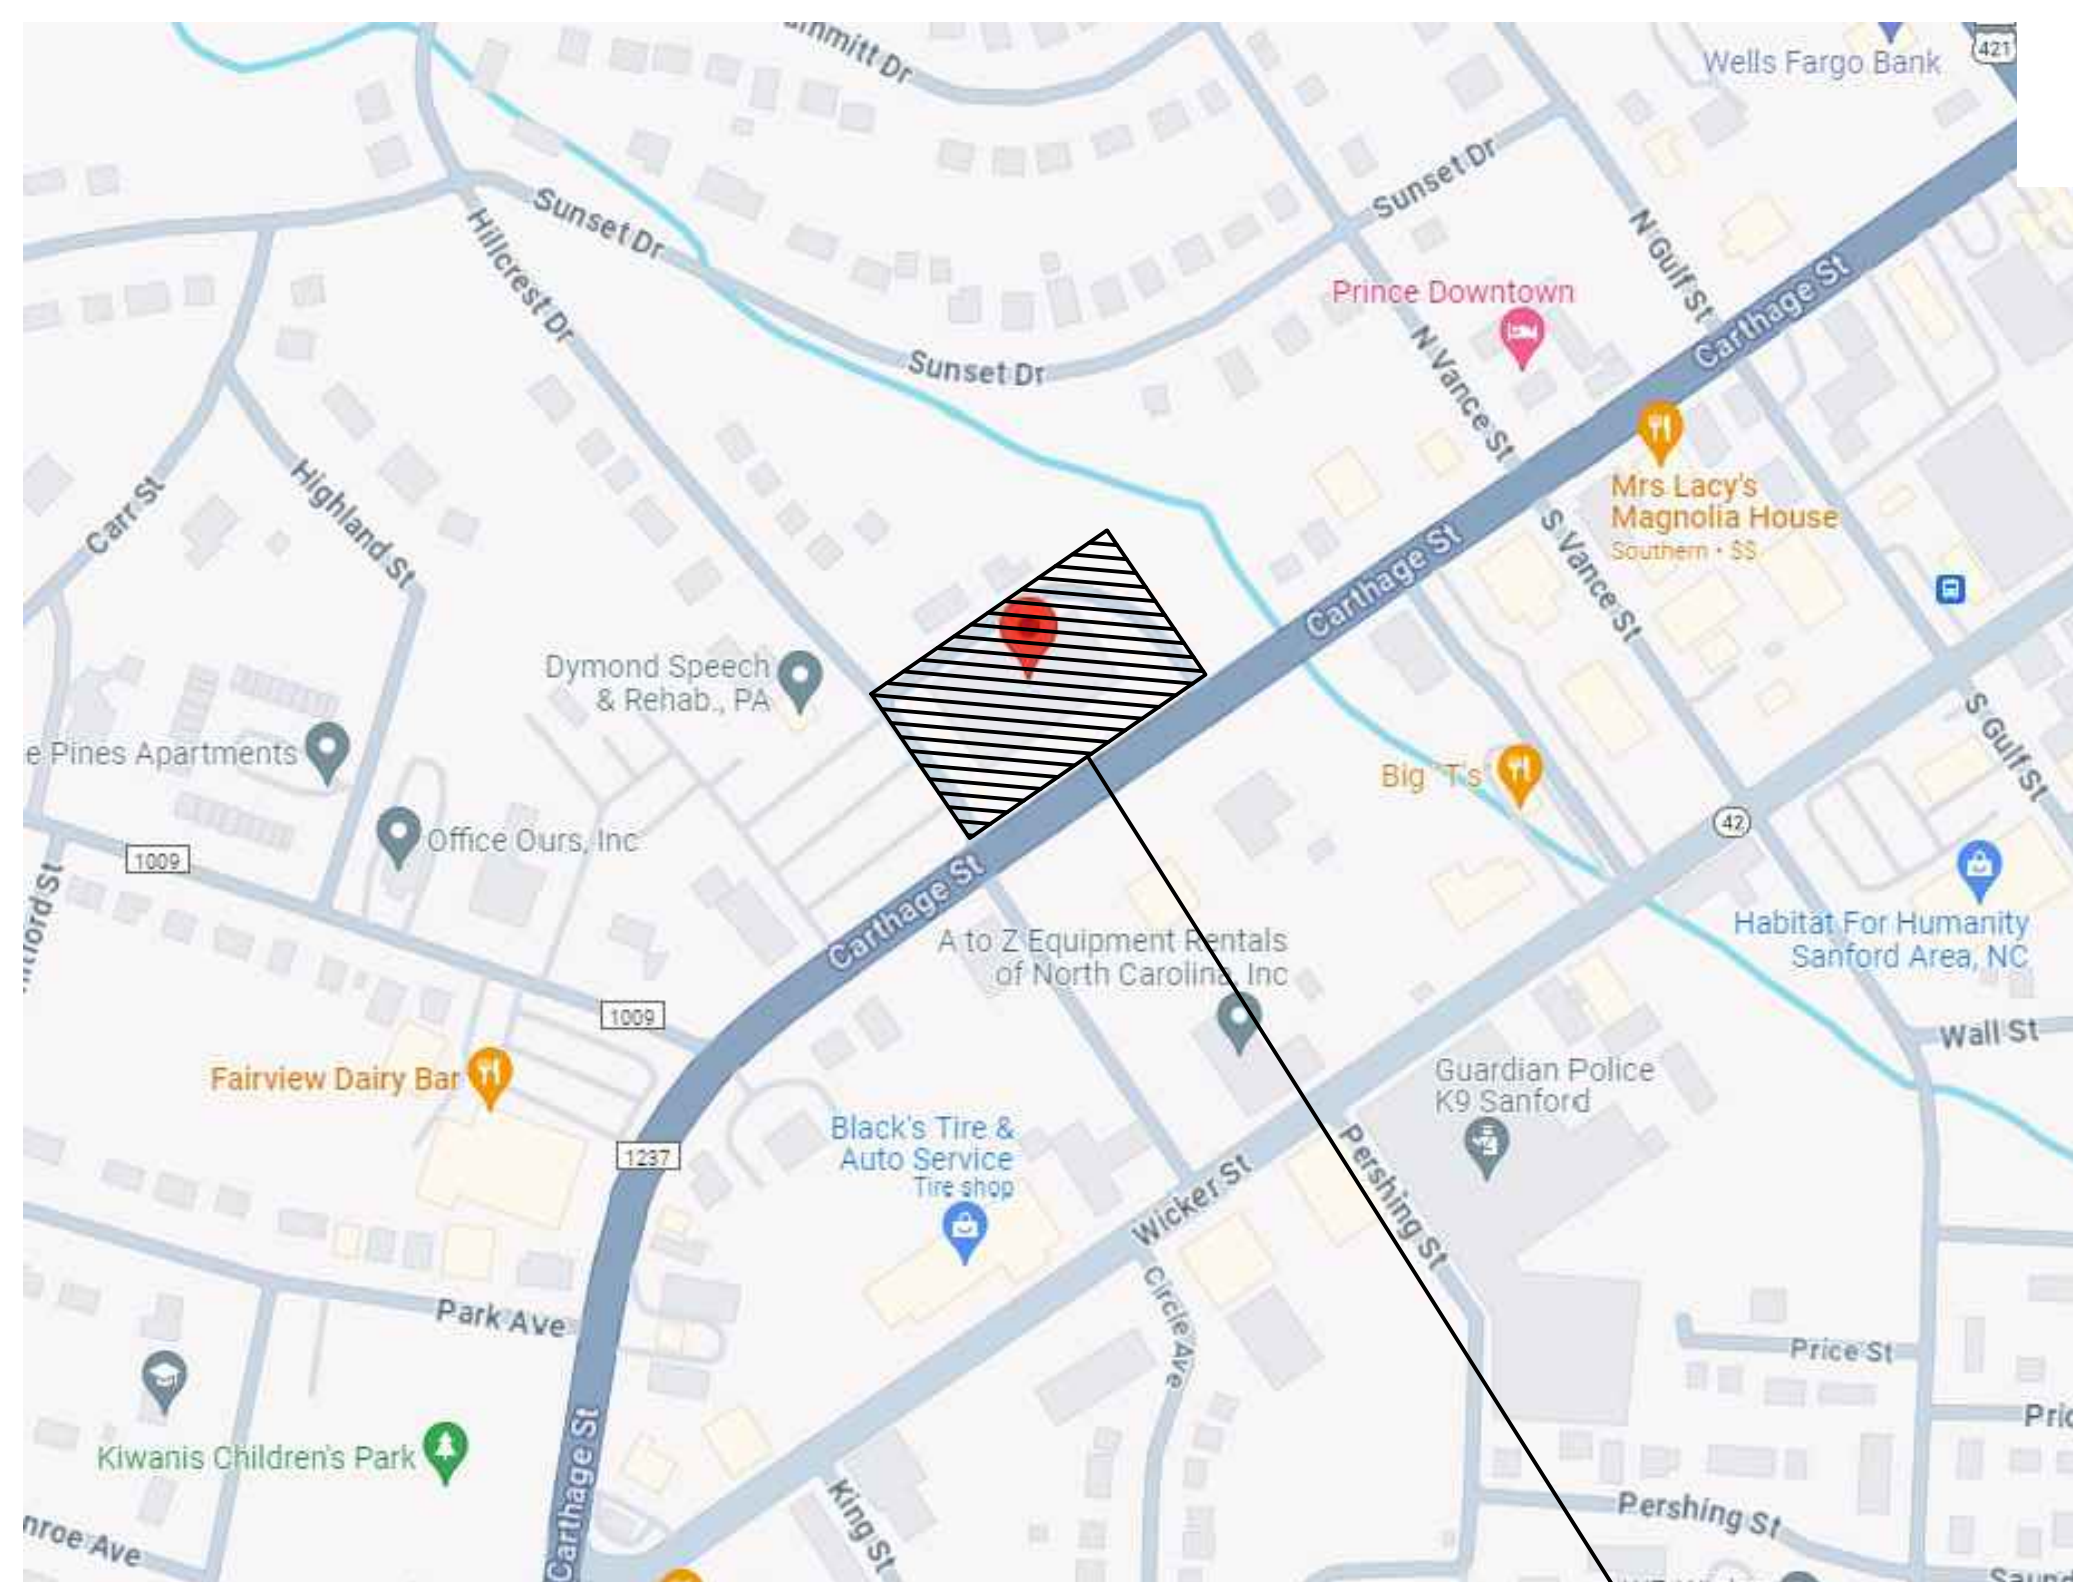 421
Wells Fargo Bank
Sunset Dr
Sunset Dr
Hillcrest Dr
N Gulf St
Carthage St
Prince Downtown
Sunset Dr
N Vance St
Mrs Lacy's
Magnolia House
Southern • $$
Highland St
Carr St
S Vance St
Carthage St
Dymond Speech
& Rehab., PA
S Gulf St
e Pines Apartments
Big "T's
42
Office Ours, Inc
1009
Carthage St
A to Z Equipment Rentals
of North Carolina, Inc
Habitat For Humanity
Sanford Area, NC
1009
Wall St
Fairview Dairy Bar
Guardian Police
K9 Sanford
Black's Tire &
Auto Service
Tire shop
1237
Pershing St
Wicker St
Circle Ave
Park Ave
Price St
Pric
Kiwanis Children's Park
Carthage St
King St
Pershing St
nroe Ave
Saund